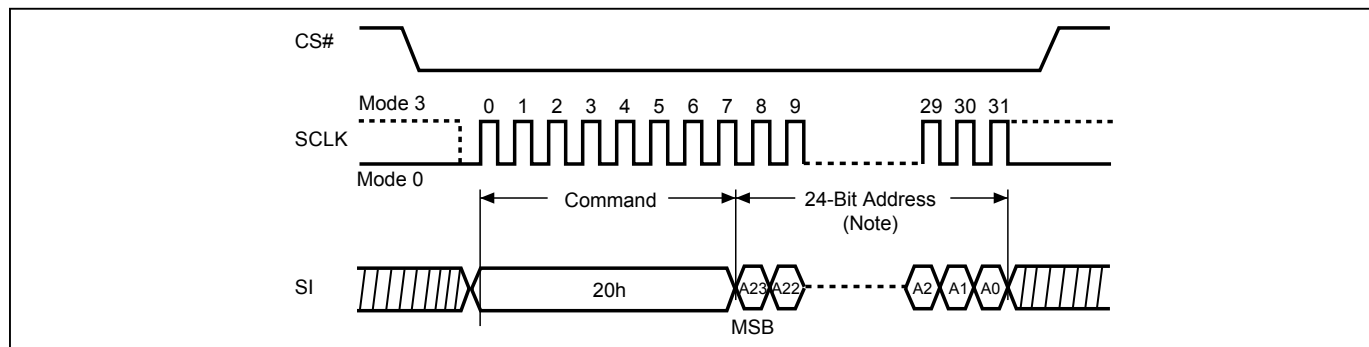 CS#
Mode 3
0 1 2 3 4 5 6 7 8 9 29 30 31
SCLK
Mode 0
Command
24-Bit Address
(Note)
SI
20h
A23 A22 A2 A1 A0
MSB